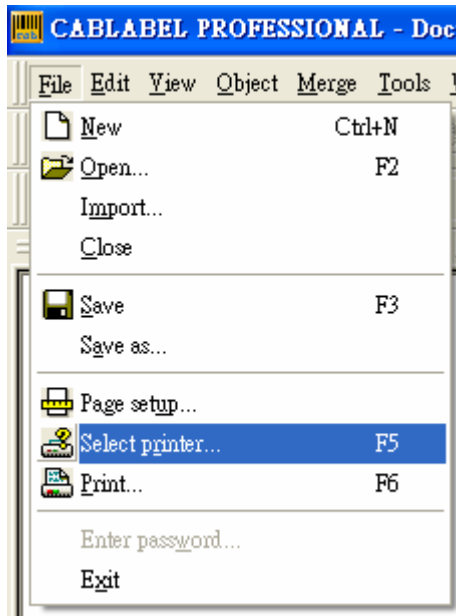 CABLABEL PROFESSIONAL - Doc
File Edit View Object Merge Tools
New Ctrl+N
Open... F2
Import...
Close
Save F3
Save as...
Page setup...
Select printer... F5
Print... F6
Enter password...
Exit